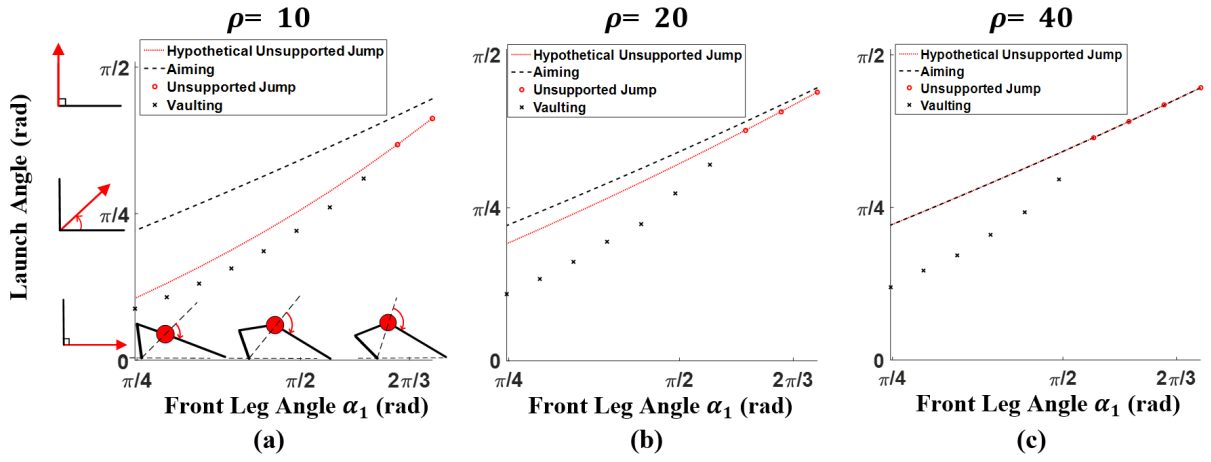 ρ= 10
ρ= 20
ρ= 40
Launch Angle (rad)
π/2
π/4
0
Hypothetical Unsupported Jump
Aiming
Unsupported Jump
Vaulting
π/4
π/2
2π/3
Front Leg Angle α₁ (rad)
(a)
π/2
π/4
0
Hypothetical Unsupported Jump
Aiming
Unsupported Jump
Vaulting
π/4
π/2
2π/3
Front Leg Angle α₁ (rad)
(b)
π/2
π/4
0
Hypothetical Unsupported Jump
Aiming
Unsupported Jump
Vaulting
π/4
π/2
2π/3
Front Leg Angle α₁ (rad)
(c)